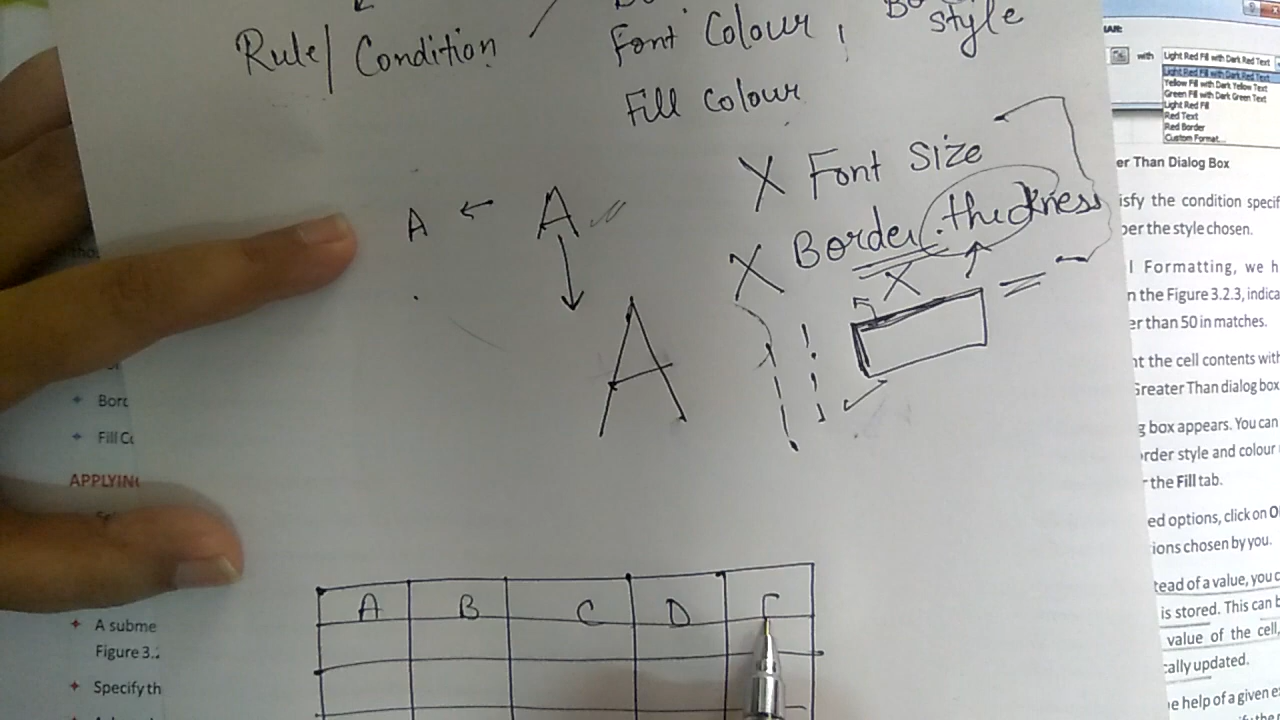 Rule/ Condition
Font Colour, style
Fill Colour
X Font Size
X Border thickness
X
A ← A
A
A B C D
Bord
Fill Co
APPLYING
A subme
Figure 3.
Specify th
with Light Red Fill with Dark Red Text
Light Red Fill with Dark Red Text
Yellow Fill with Dark Yellow Text
Green Fill with Dark Green Text
Light Red Fill
Red Text
Red Border
Custom Format...
er Than Dialog Box
isfy the condition specif
per the style chosen.
l Formatting, we h
n the Figure 3.2.3, indica
er than 50 in matches.
nt the cell contents with
Greater Than dialog box
g box appears. You can
rder style and colour
the Fill tab.
ed options, click on O
ions chosen by you.
tead of a value, you c
is stored. This can b
value of the cell,
cally updated.
e help of a given e